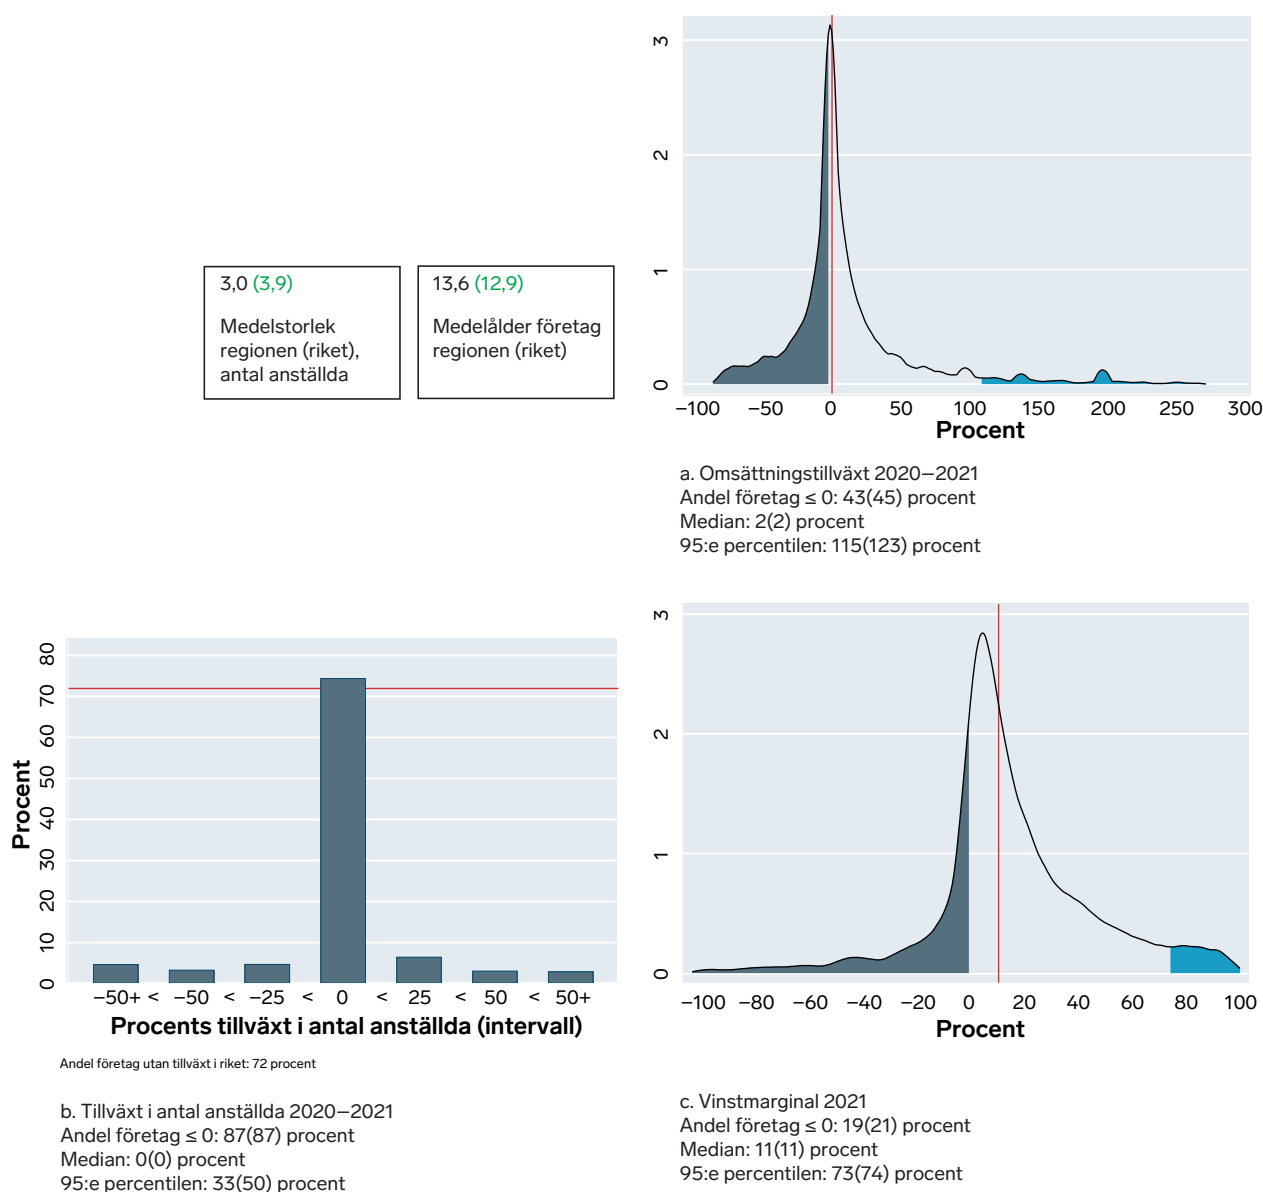 3,0 (3,9)
Medelstorlek
regionen (riket),
antal anställda
13,6 (12,9)
Medelålder företag
regionen (riket)
3
2
1
0
−100 −50 0 50 100 150 200 250 300
Procent
a. Omsättningstillväxt 2020–2021
Andel företag ≤ 0: 43(45) procent
Median: 2(2) procent
95:e percentilen: 115(123) procent
Procent
80
70
60
50
40
30
20
10
0
−50+ < −50 < −25 < 0 < 25 < 50 < 50+
Procents tillväxt i antal anställda (intervall)
Andel företag utan tillväxt i riket: 72 procent
b. Tillväxt i antal anställda 2020–2021
Andel företag ≤ 0: 87(87) procent
Median: 0(0) procent
95:e percentilen: 33(50) procent
3
2
1
0
−100 −80 −60 −40 −20 0 20 40 60 80 100
Procent
c. Vinstmarginal 2021
Andel företag ≤ 0: 19(21) procent
Median: 11(11) procent
95:e percentilen: 73(74) procent